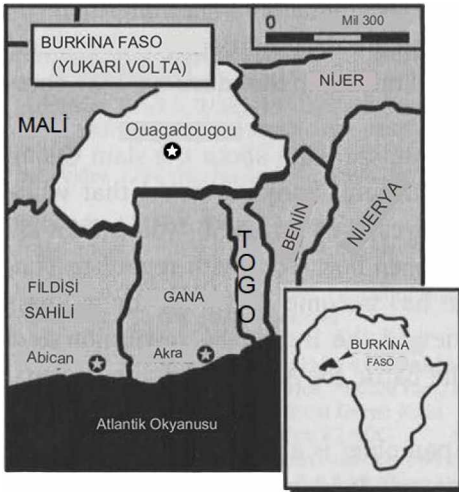 0 Mil 300
BURKİNA FASO
(YUKARI VOLTA)
NİJER
MALİ
Ouagadougou
BENİN
NİJERYA
TOGO
FİLDİŞİ
SAHİLİ
GANA
Abican
Akra
Atlantik Okyanusu
BURKİNA
FASO